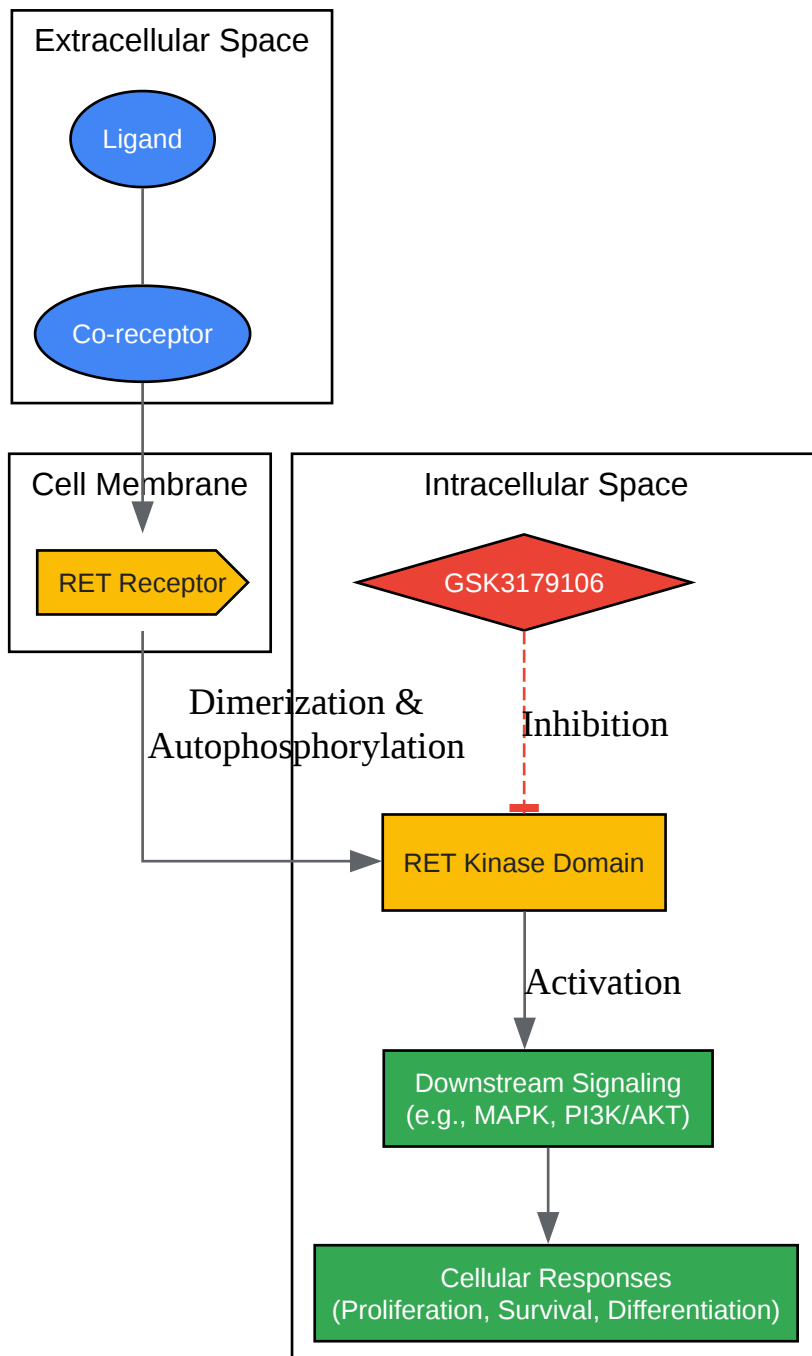 Extracellular Space
Ligand
Co-receptor
Cell Membrane
RET Receptor
Intracellular Space
GSK3179106
Dimerization &
Autophosphorylation
Inhibition
RET Kinase Domain
Activation
Downstream Signaling
(e.g., MAPK, PI3K/AKT)
Cellular Responses
(Proliferation, Survival, Differentiation)